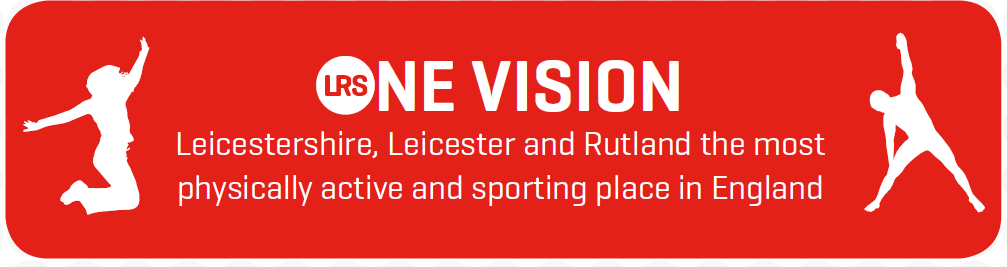 LRS NE VISION
Leicestershire, Leicester and Rutland the most
physically active and sporting place in England